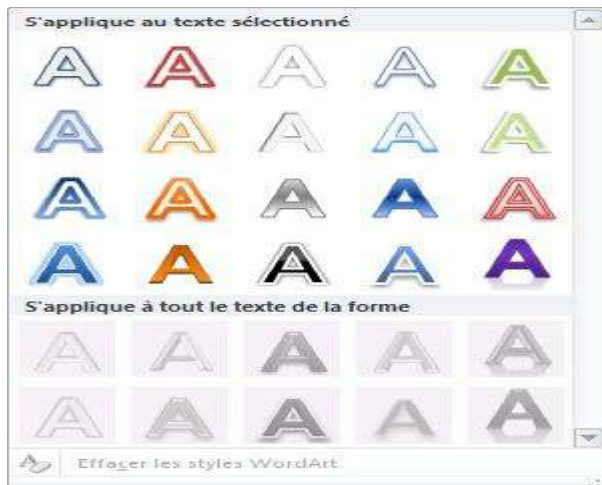 S'applique au texte sélectionné
A A A A A
A A A A A
A A A A A
A A A A A
S'applique à tout le texte de la forme
A A A A A
A A A A A
Effacer les styles WordArt